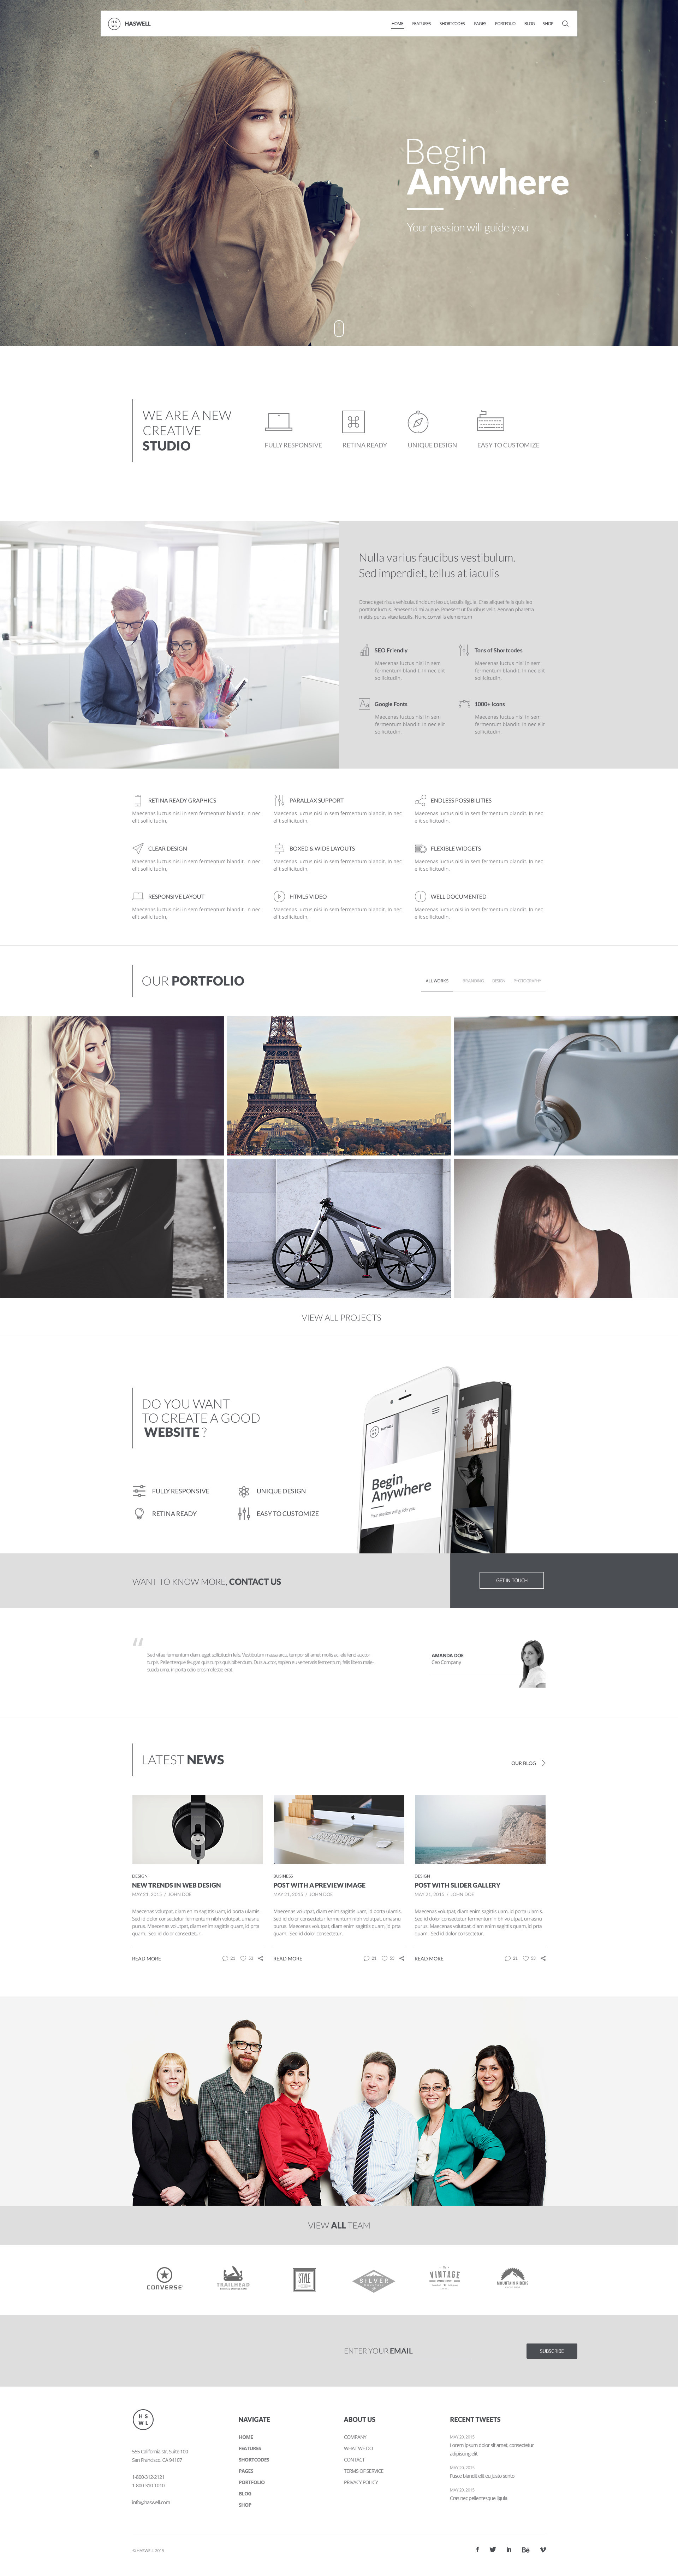 HASWELL
HOME FEATURES SHORTCODES PAGES PORTFOLIO BLOG SHOP
Begin
Anywhere
Your passion will guide you
WE ARE A NEW
CREATIVE
STUDIO
FULLY RESPONSIVE RETINA READY UNIQUE DESIGN EASY TO CUSTOMIZE
Nulla varius faucibus vestibulum.
Sed imperdiet, tellus at iaculis
Donec eget risus vehicula, tincidunt leo ut, iaculis ligula. Cras aliquet felis quis leo
porttitor luctus. Praesent id mi augue. Praesent ut faucibus velit. Aenean pharetra
mattis purus vitae iaculis. Nunc convallis elementum
SEO Friendly
Maecenas luctus nisi in sem
fermentum blandit. In nec elit
sollicitudin,
Tons of Shortcodes
Maecenas luctus nisi in sem
fermentum blandit. In nec elit
sollicitudin,
Google Fonts
Maecenas luctus nisi in sem
fermentum blandit. In nec elit
sollicitudin,
1000+ Icons
Maecenas luctus nisi in sem
fermentum blandit. In nec elit
sollicitudin,
RETINA READY GRAPHICS
Maecenas luctus nisi in sem fermentum blandit. In nec
elit sollicitudin,
PARALLAX SUPPORT
Maecenas luctus nisi in sem fermentum blandit. In nec
elit sollicitudin,
ENDLESS POSSIBILITIES
Maecenas luctus nisi in sem fermentum blandit. In nec
elit sollicitudin,
CLEAR DESIGN
Maecenas luctus nisi in sem fermentum blandit. In nec
elit sollicitudin,
BOXED & WIDE LAYOUTS
Maecenas luctus nisi in sem fermentum blandit. In nec
elit sollicitudin,
FLEXIBLE WIDGETS
Maecenas luctus nisi in sem fermentum blandit. In nec
elit sollicitudin,
RESPONSIVE LAYOUT
Maecenas luctus nisi in sem fermentum blandit. In nec
elit sollicitudin,
HTML5 VIDEO
Maecenas luctus nisi in sem fermentum blandit. In nec
elit sollicitudin,
WELL DOCUMENTED
Maecenas luctus nisi in sem fermentum blandit. In nec
elit sollicitudin,
OUR PORTFOLIO
ALL WORKS BRANDING DESIGN PHOTOGRAPHY
VIEW ALL PROJECTS
DO YOU WANT
TO CREATE A GOOD
WEBSITE ?
FULLY RESPONSIVE UNIQUE DESIGN
RETINA READY EASY TO CUSTOMIZE
HASWELL
Begin
Anywhere
Your passion will guide you
WANT TO KNOW MORE, CONTACT US
GET IN TOUCH
Sed vitae fermentum diam, eget sollicitudin felis. Vestibulum massa arcu, tempor sit amet mollis ac, eleifend auctor
turpis. Pellentesque feugiat quis turpis quis bibendum. Duis auctor, sapien eu venenatis fermentum, felis libero male-
suada urna, in porta odio eros molestie erat.
AMANDA DOE
Ceo Company
LATEST NEWS
OUR BLOG
DESIGN
NEW TRENDS IN WEB DESIGN
MAY 21, 2015 / JOHN DOE
Maecenas volutpat, diam enim sagittis uam, id porta ulamis.
Sed id dolor consectetur fermentum nibh volutpat, umasnu
purus. Maecenas volutpat, diam enim sagittis quam, id prta
quam. Sed id dolor consectetur.
READ MORE
BUSINESS
POST WITH A PREVIEW IMAGE
MAY 21, 2015 / JOHN DOE
Maecenas volutpat, diam enim sagittis uam, id porta ulamis.
Sed id dolor consectetur fermentum nibh volutpat, umasnu
purus. Maecenas volutpat, diam enim sagittis quam, id prta
quam. Sed id dolor consectetur.
READ MORE
DESIGN
POST WITH SLIDER GALLERY
MAY 21, 2015 / JOHN DOE
Maecenas volutpat, diam enim sagittis uam, id porta ulamis.
Sed id dolor consectetur fermentum nibh volutpat, umasnu
purus. Maecenas volutpat, diam enim sagittis quam, id prta
quam. Sed id dolor consectetur.
READ MORE
VIEW ALL TEAM
CONVERSE
TRAILHEAD
STYLE
SILVER
VINTAGE
MOUNTAIN RIDERS
ENTER YOUR EMAIL
SUBSCRIBE
H S
W L
555 California str, Suite 100
San Francisco, CA 94107
1-800-312-2121
1-800-310-1010
info@haswell.com
NAVIGATE
HOME
FEATURES
SHORTCODES
PAGES
PORTFOLIO
BLOG
SHOP
ABOUT US
COMPANY
WHAT WE DO
CONTACT
TERMS OF SERVICE
PRIVACY POLICY
RECENT TWEETS
MAY 20, 2015
Lorem ipsum dolor sit amet, consectetur
adipiscing elit
MAY 20, 2015
Fusce blandit elit eu justo sento
MAY 20, 2015
Cras nec pellentesque ligula
© HASWELL 2015